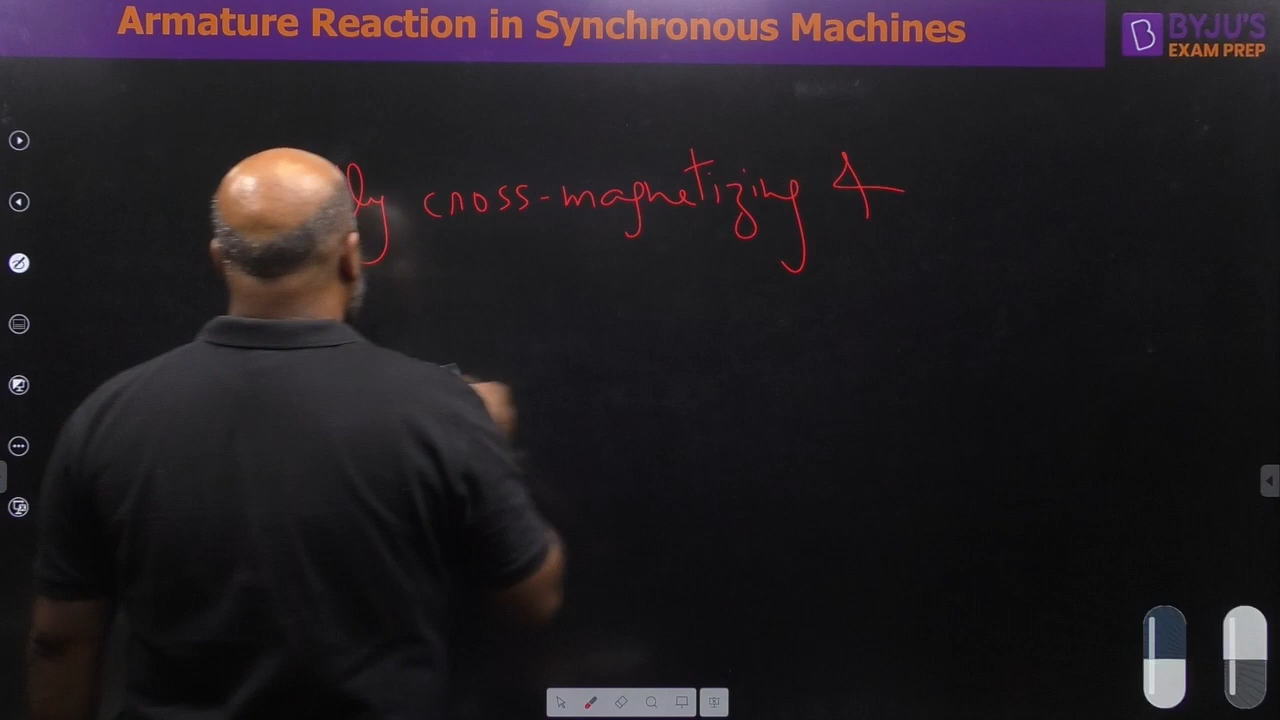 Armature Reaction in Synchronous Machines
BYJU'S
EXAM PREP
cross-magnetizing &